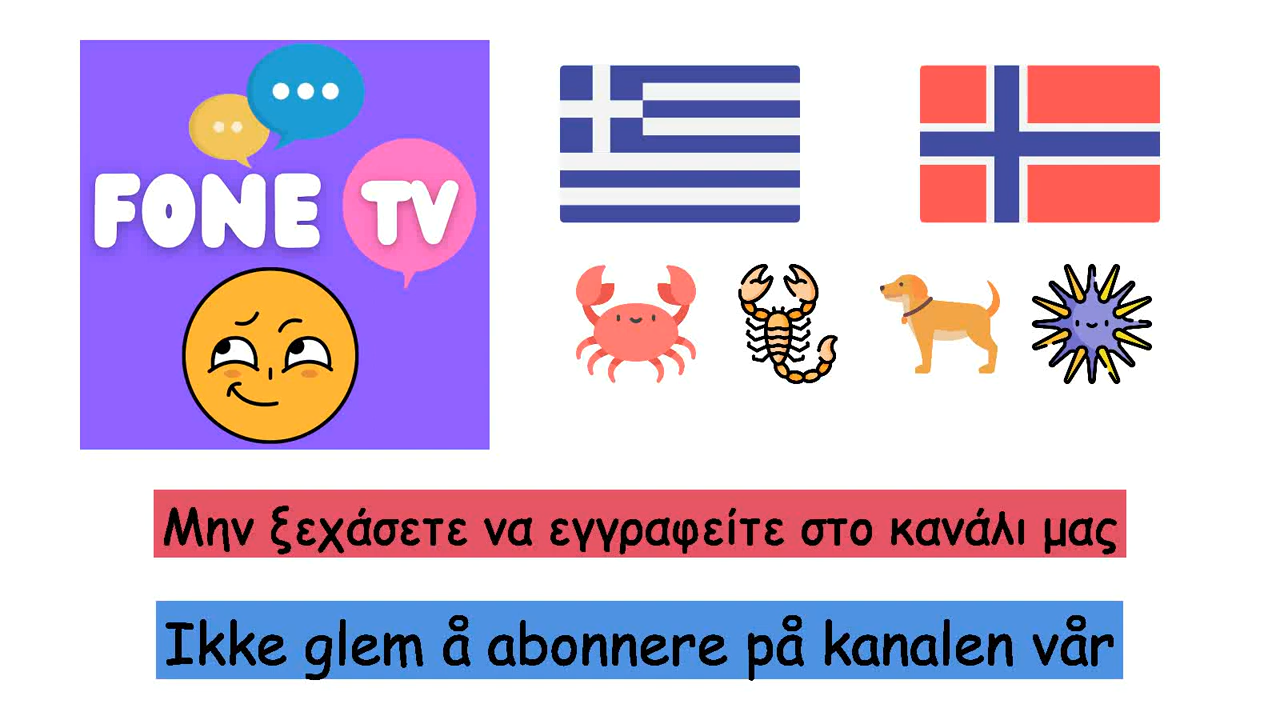 FONE TV
Μην ξεχάσετε να εγγραφείτε στο κανάλι μας
Ikke glem å abonnere på kanalen vår